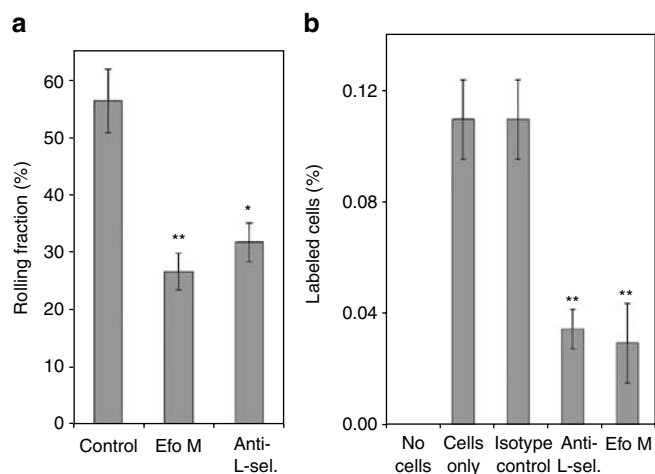 a
Rolling fraction (%)
60
50
40
30
20
10
0
**
*
Control
Efo M
Anti-
L-sel.
b
Labeled cells (%)
0.12
0.08
0.04
0.00
**
**
No
cells
Cells
only
Isotype
control
Anti-
L-sel.
Efo M